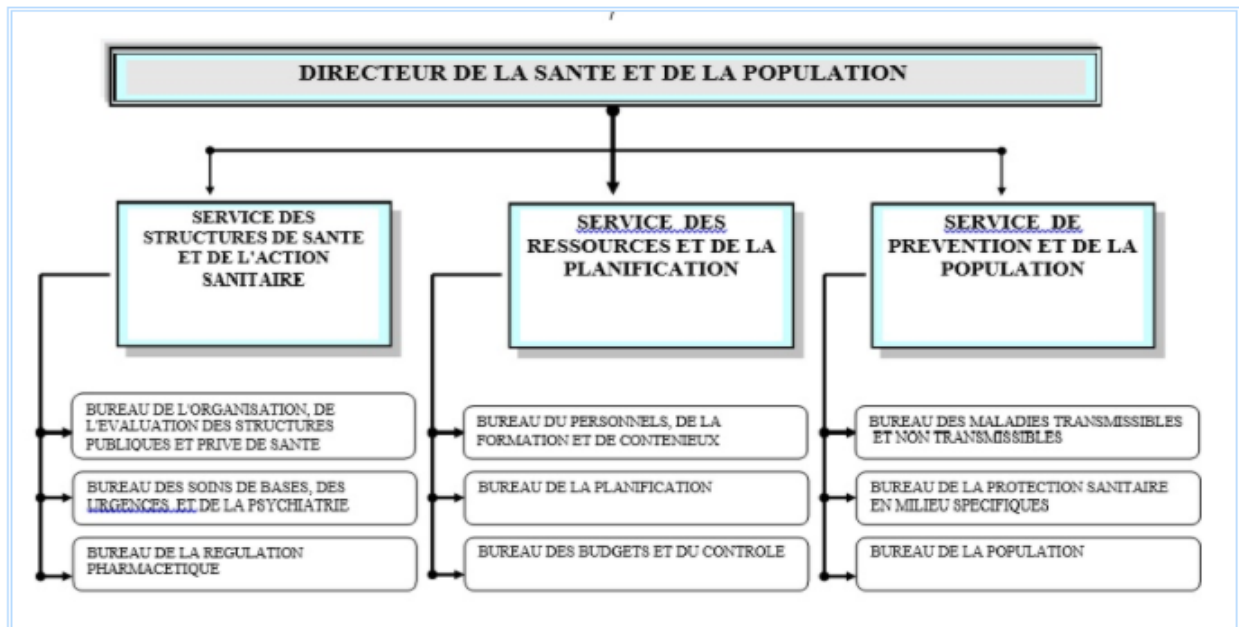 DIRECTEUR DE LA SANTE ET DE LA POPULATION
SERVICE DES
STRUCTURES DE SANTE
ET DE L'ACTION
SANITAIRE
SERVICE DES
RESSOURCES ET DE LA
PLANIFICATION
SERVICE DE
PREVENTION ET DE LA
POPULATION
BUREAU DE L'ORGANISATION, DE
L'EVALUATION DES STRUCTURES
PUBLIQUES ET PRIVE DE SANTE
BUREAU DES SOINS DE BASES, DES
URGENCES ET DE LA PSYCHIATRIE
BUREAU DE LA REGULATION
PHARMACETIQUE
BUREAU DU PERSONNELS, DE LA
FORMATION ET DE CONTENIEUX
BUREAU DE LA PLANIFICATION
BUREAU DES BUDGETS ET DU CONTROLE
BUREAU DES MALADIES TRANSMISSIBLES
ET NON TRANSMISSIBLES
BUREAU DE LA PROTECTION SANITAIRE
EN MILIEU SPECIFIQUES
BUREAU DE LA POPULATION